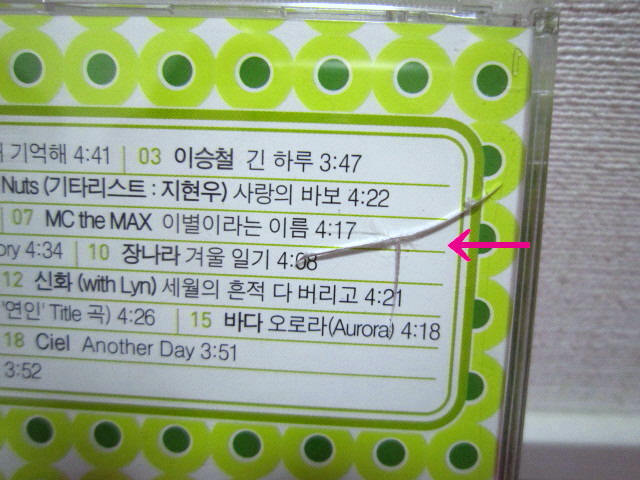 기억해 4:41 | 03 이승철 긴 하루 3:47
Nuts (기타리스트 : 지현우) 사랑의 바보 4:22
07 MC the MAX 이별이라는 이름 4:17
ory 4:34 | 10 장나라 겨울 일기 4:08
12 신화 (with Lyn) 세월의 흔적 다 버리고 4:21
'연인' Title 곡) 4:26 | 15 바다 오로라(Aurora) 4:18
18 Ciel Another Day 3:51
3:52